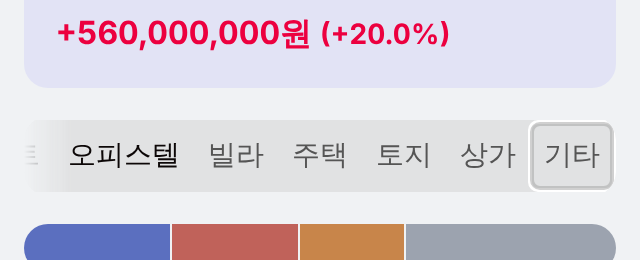 +560,000,000원 (+20.0%)
오피스텔 빌라 주택 토지 상가 기타